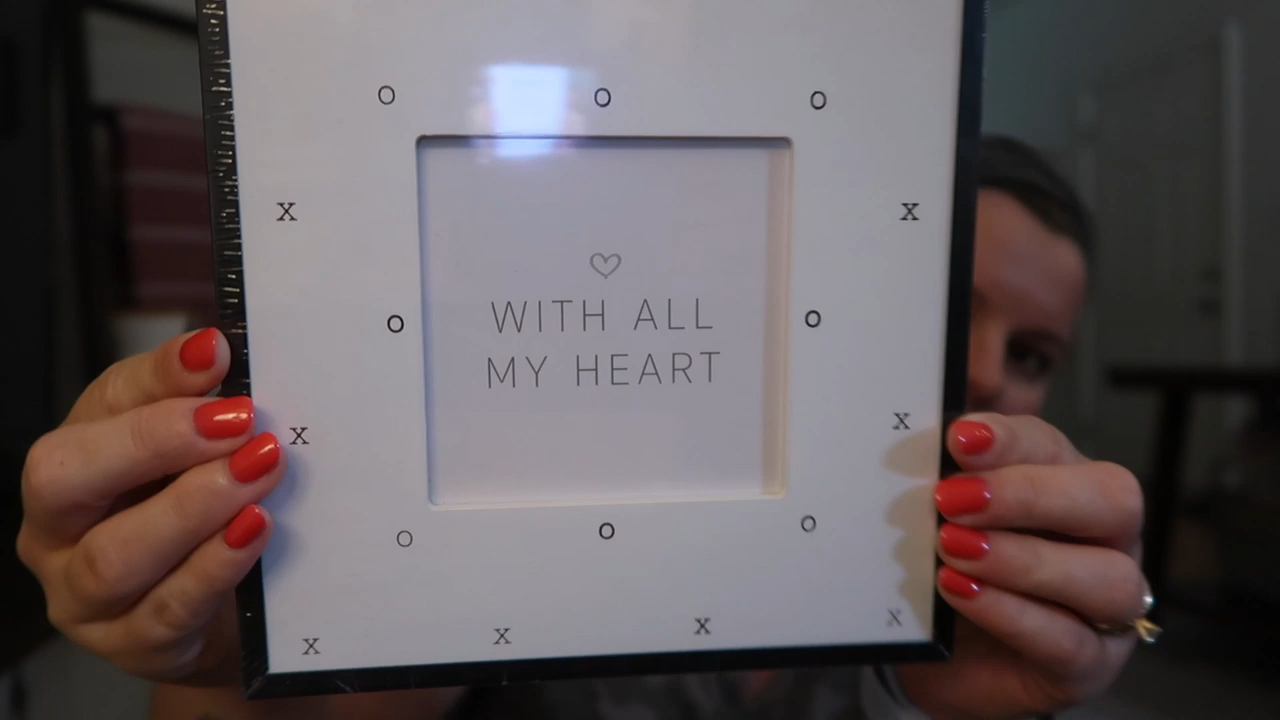 o o o
x x
WITH ALL
o o
MY HEART
x x
o o o
x x x x